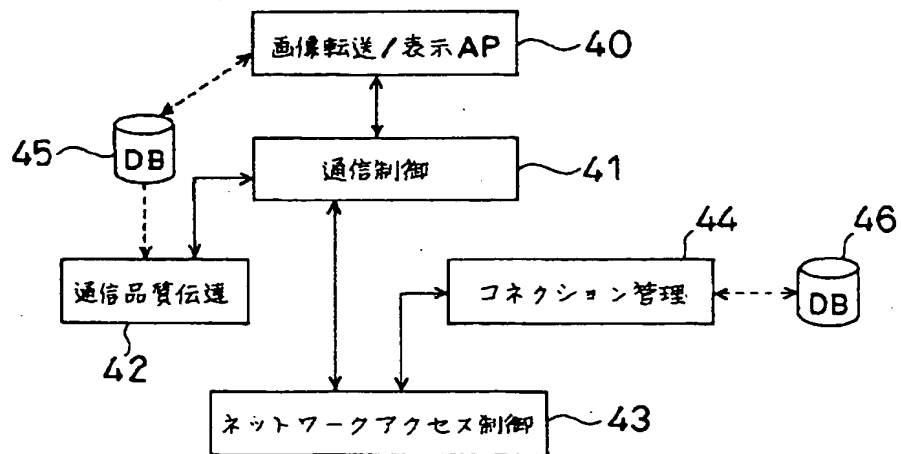 画像転送/表示AP
40
45
DB
通信制御
41
44
46
通信品質伝達
コネクション管理
DB
42
ネットワークアクセス制御
43